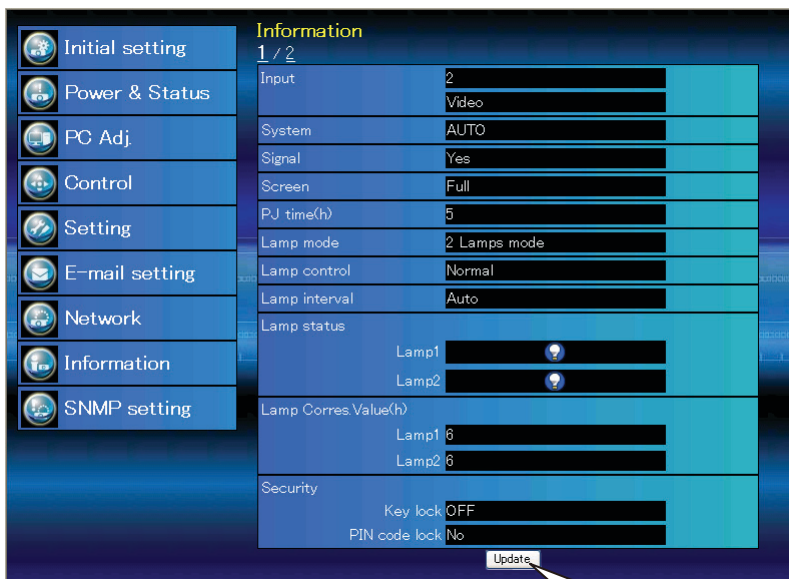 Initial setting
Power & Status
PC Adj.
Control
Setting
E-mail setting
Network
Information
SNMP setting
Information
1 / 2
Input 2
Video
System AUTO
Signal Yes
Screen Full
PJ time(h) 5
Lamp mode 2 Lamps mode
Lamp control Normal
Lamp interval Auto
Lamp status
Lamp1
Lamp2
Lamp Corres.Value(h)
Lamp1 6
Lamp2 6
Security
Key lock OFF
PIN code lock No
Update